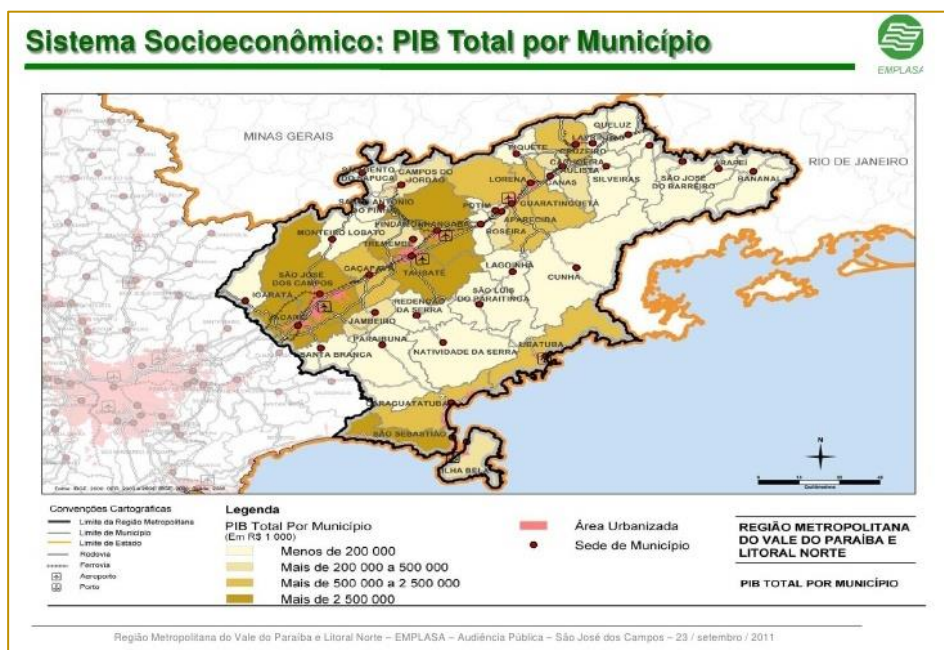 Sistema Socioeconômico: PIB Total por Município
EMPLASA
MINAS GERAIS
RIO DE JANEIRO
QUELUZ
PIQUETE
CRUZEIRO
CACHOEIRA
PAULISTA
ARAPEÍ
BANANAL
SÃO JOSÉ
DO BARREIRO
SILVEIRAS
CANAS
LORENA
CAMPOS DO
JORDÃO
SANTO ANTONIO
DO PINHAL
POTIM
GUARATINGUETÁ
APARECIDA
ROSEIRA
PINDAMONHANGABA
MONTEIRO LOBATO
TREMEMBÉ
TAUBATÉ
CAÇAPAVA
SÃO JOSÉ
DOS CAMPOS
LAGOINHA
CUNHA
IGARATÁ
SÃO LUÍS
DO PARAITINGA
REDENÇÃO
DA SERRA
JACAREÍ
JAMBEIRO
PARAIBUNA
SANTA BRANCA
NATIVIDADE DA SERRA
UBATUBA
CARAGUATATUBA
SÃO SEBASTIÃO
ILHA BELA
N
Convenções Cartográficas
Limite da Região Metropolitana
Limite de Município
Limite de Estado
Rodovia
Ferrovia
Aeroporto
Porto
Legenda
PIB Total Por Município
(Em R$ 1 000)
Menos de 200 000
Mais de 200 000 a 500 000
Mais de 500 000 a 2 500 000
Mais de 2 500 000
Área Urbanizada
Sede de Município
REGIÃO METROPOLITANA
DO VALE DO PARAÍBA E
LITORAL NORTE
PIB TOTAL POR MUNICÍPIO
Região Metropolitana do Vale do Paraíba e Litoral Norte – EMPLASA – Audiência Pública – São José dos Campos – 23 / setembro / 2011